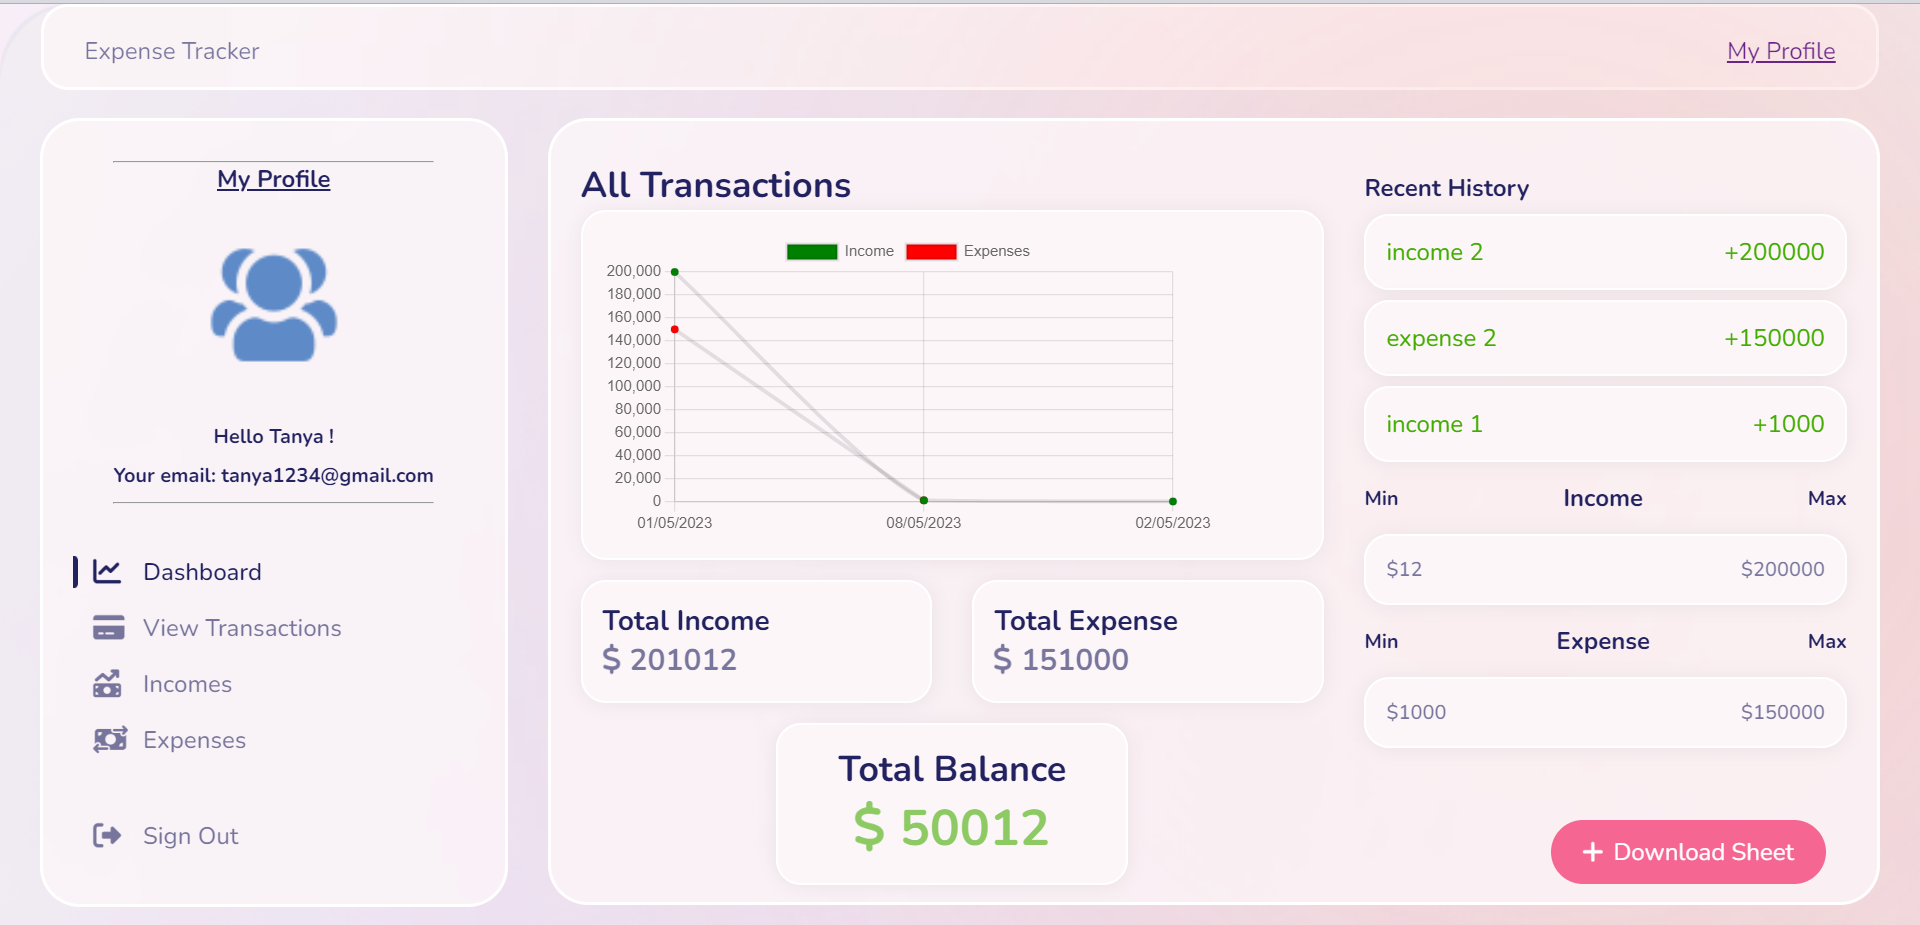 Expense Tracker
My Profile
My Profile
Hello Tanya !
Your email: tanya1234@gmail.com
Dashboard
View Transactions
Incomes
Expenses
Sign Out
All Transactions
Income Expenses
200,000
180,000
160,000
140,000
120,000
100,000
80,000
60,000
40,000
20,000
0
01/05/2023 08/05/2023 02/05/2023
Total Income
$ 201012
Total Expense
$ 151000
Total Balance
$ 50012
Recent History
income 2 +200000
expense 2 +150000
income 1 +1000
Min Income Max
$12 $200000
Min Expense Max
$1000 $150000
+ Download Sheet